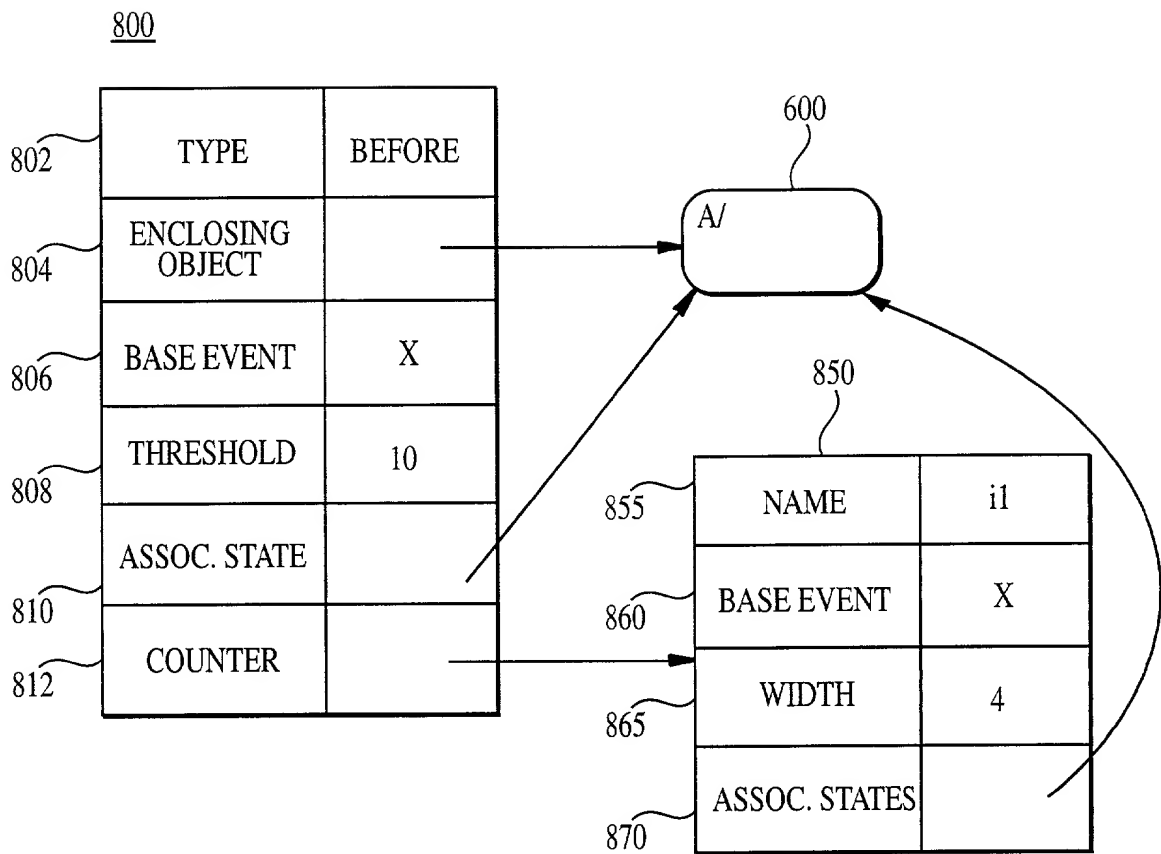 800
802 TYPE BEFORE
804 ENCLOSING
OBJECT
806 BASE EVENT X
808 THRESHOLD 10
810 ASSOC. STATE
812 COUNTER
600
A/
850
855 NAME i1
860 BASE EVENT X
865 WIDTH 4
870 ASSOC. STATES